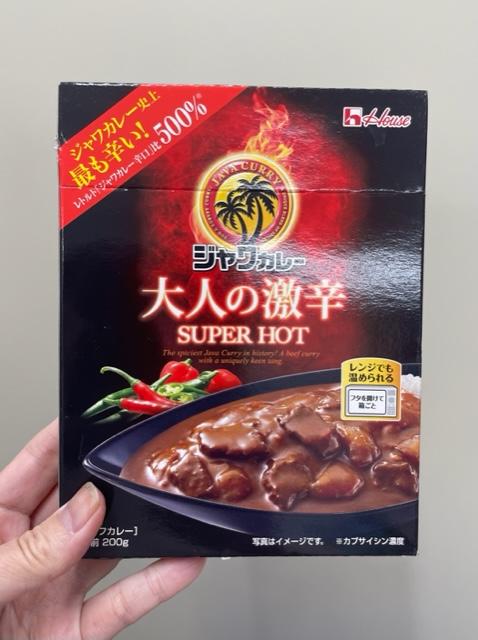 ジャワカレー史上
最も辛い!
レトルト「ジャワカレー辛口」比500%※
House
JAVA CURRY
ジャワカレー
大人の激辛
SUPER HOT
The spiciest Java Curry in history! A beef curry
with a uniquely keen tang.
レンジでも
温められる
フタを開けて
箱ごと
フカレー]
前 200g
写真はイメージです。 ※カプサイシン濃度